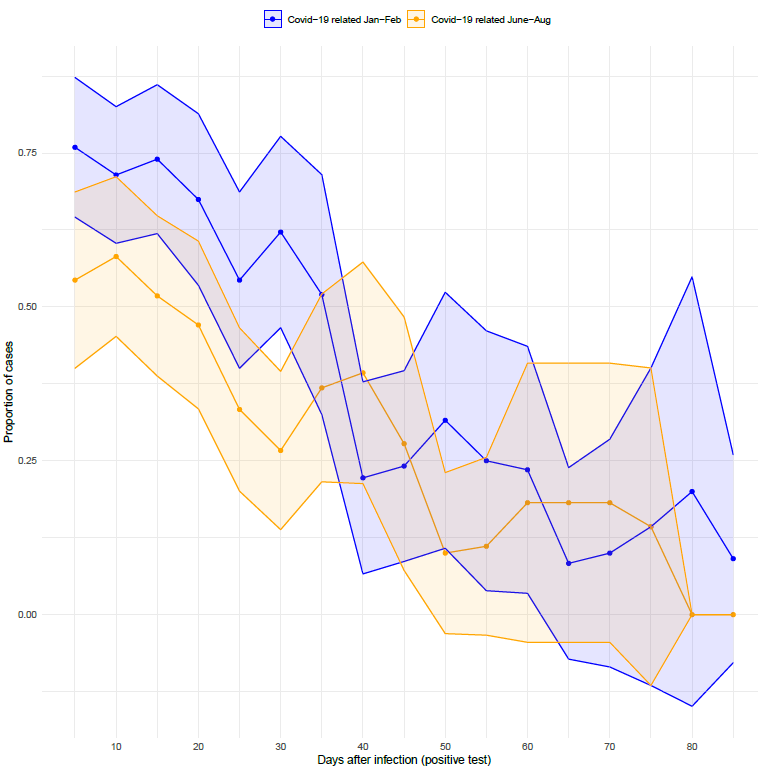 Covid−19 related Jan−Feb Covid−19 related June−Aug
Proportion of cases
0.75
0.50
0.25
0.00
10 20 30 40 50 60 70 80
Days after infection (positive test)